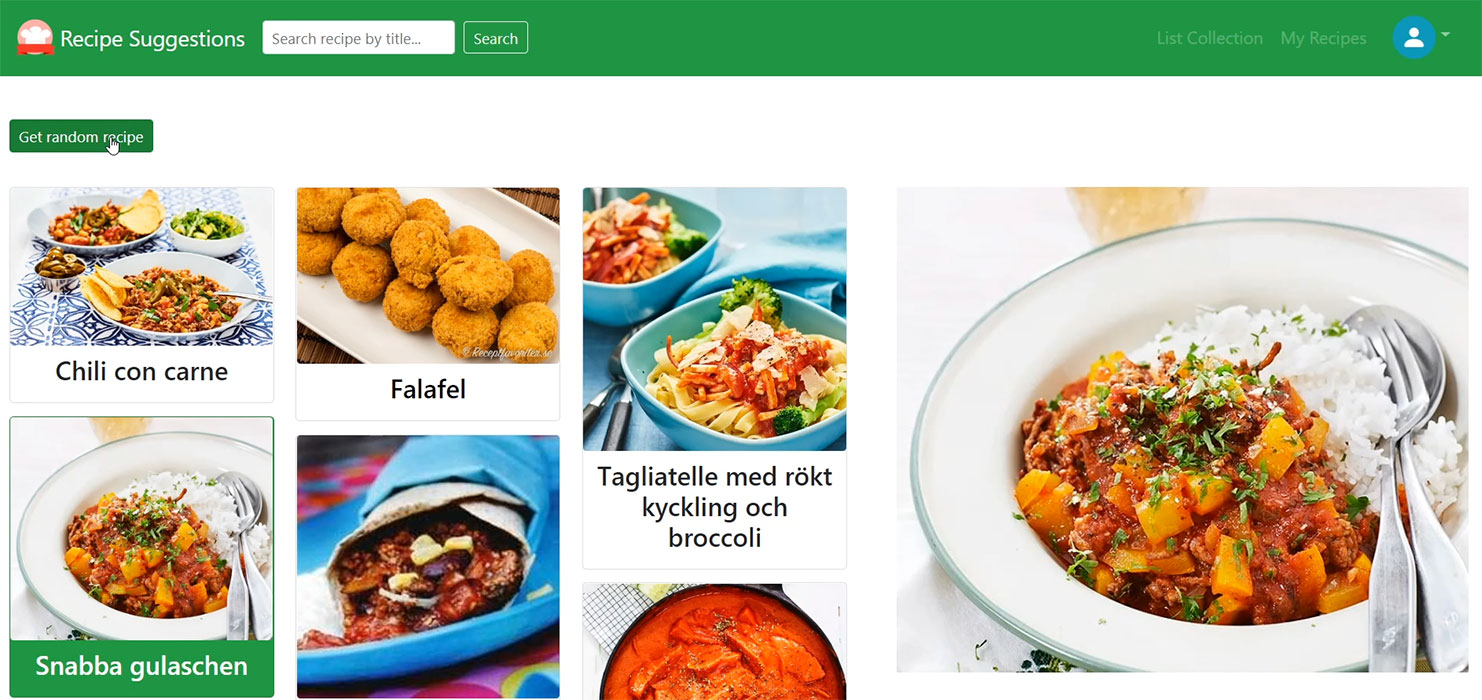 Recipe Suggestions
Search recipe by title...
Search
List Collection
My Recipes
Get random recipe
Chili con carne
© Receptfavoriter.se
Falafel
Tagliatelle med rökt
kyckling och
broccoli
Snabba gulaschen